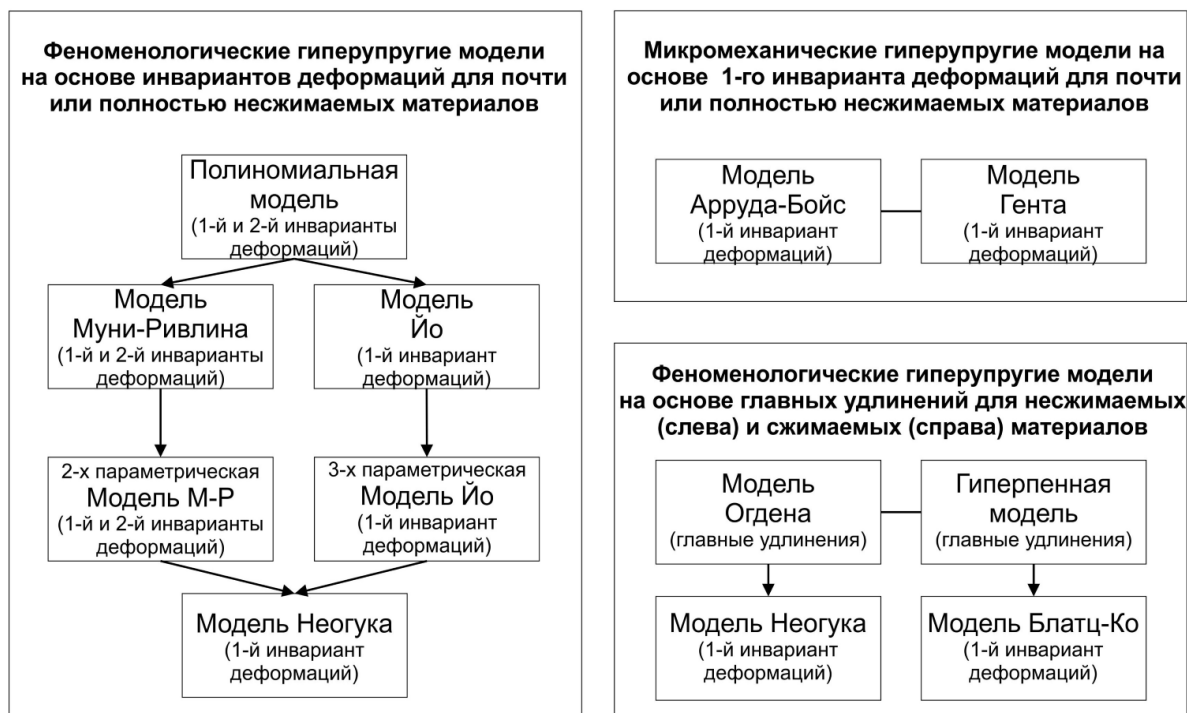 Феноменологические гиперупругие модели
на основе инвариантов деформаций для почти
или полностью несжимаемых материалов
Полиномиальная
модель
(1-й и 2-й инварианты
деформаций)
Модель
Муни-Ривлина
(1-й и 2-й инварианты
деформаций)
Модель
Йо
(1-й инвариант
деформаций)
2-х параметрическая
Модель М-Р
(1-й и 2-й инварианты
деформаций)
3-х параметрическая
Модель Йо
(1-й инвариант
деформаций)
Модель Неогука
(1-й инвариант
деформаций)
Микромеханические гиперупругие модели на
основе 1-го инварианта деформаций для почти
или полностью несжимаемых материалов
Модель
Арруда-Бойс
(1-й инвариант
деформаций)
Модель
Гента
(1-й инвариант
деформаций)
Феноменологические гиперупругие модели
на основе главных удлинений для несжимаемых
(слева) и сжимаемых (справа) материалов
Модель
Огдена
(главные удлинения)
Гиперпенная
модель
(главные удлинения)
Модель Неогука
(1-й инвариант
деформаций)
Модель Блатц-Ко
(1-й инвариант
деформаций)